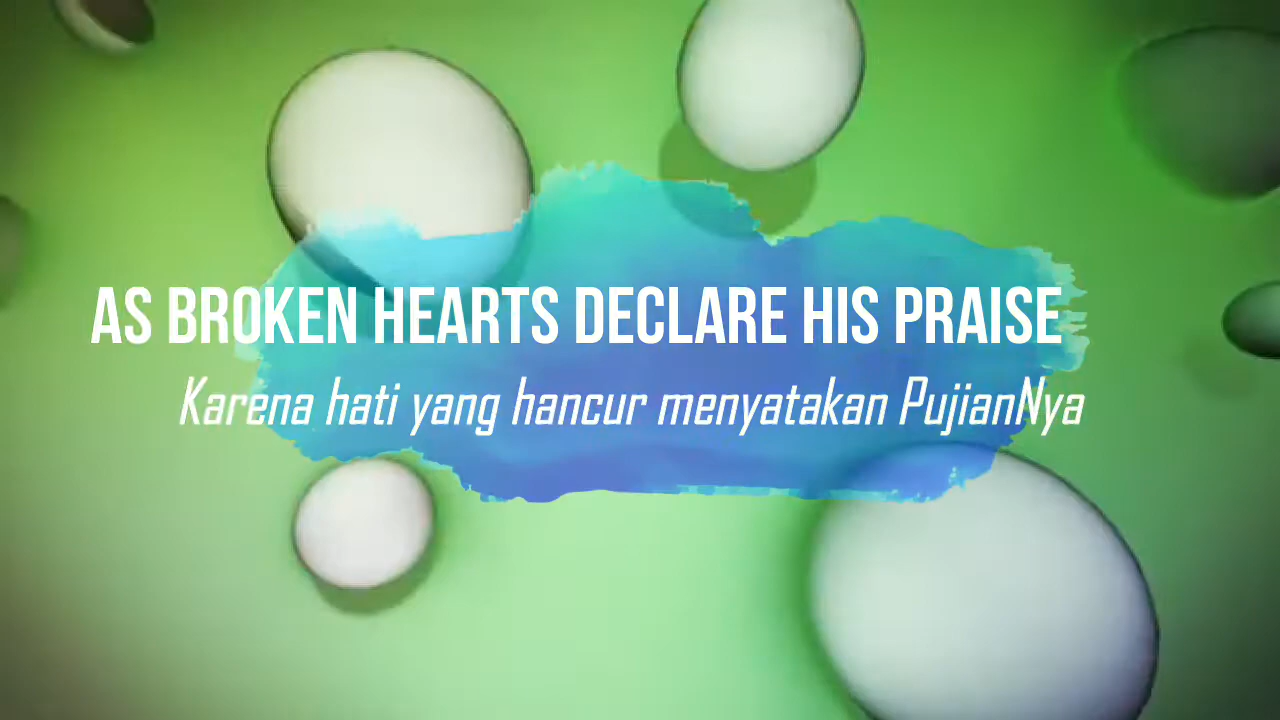 AS BROKEN HEARTS DECLARE HIS PRAISE
Karena hati yang hancur menyatakan PujianNya